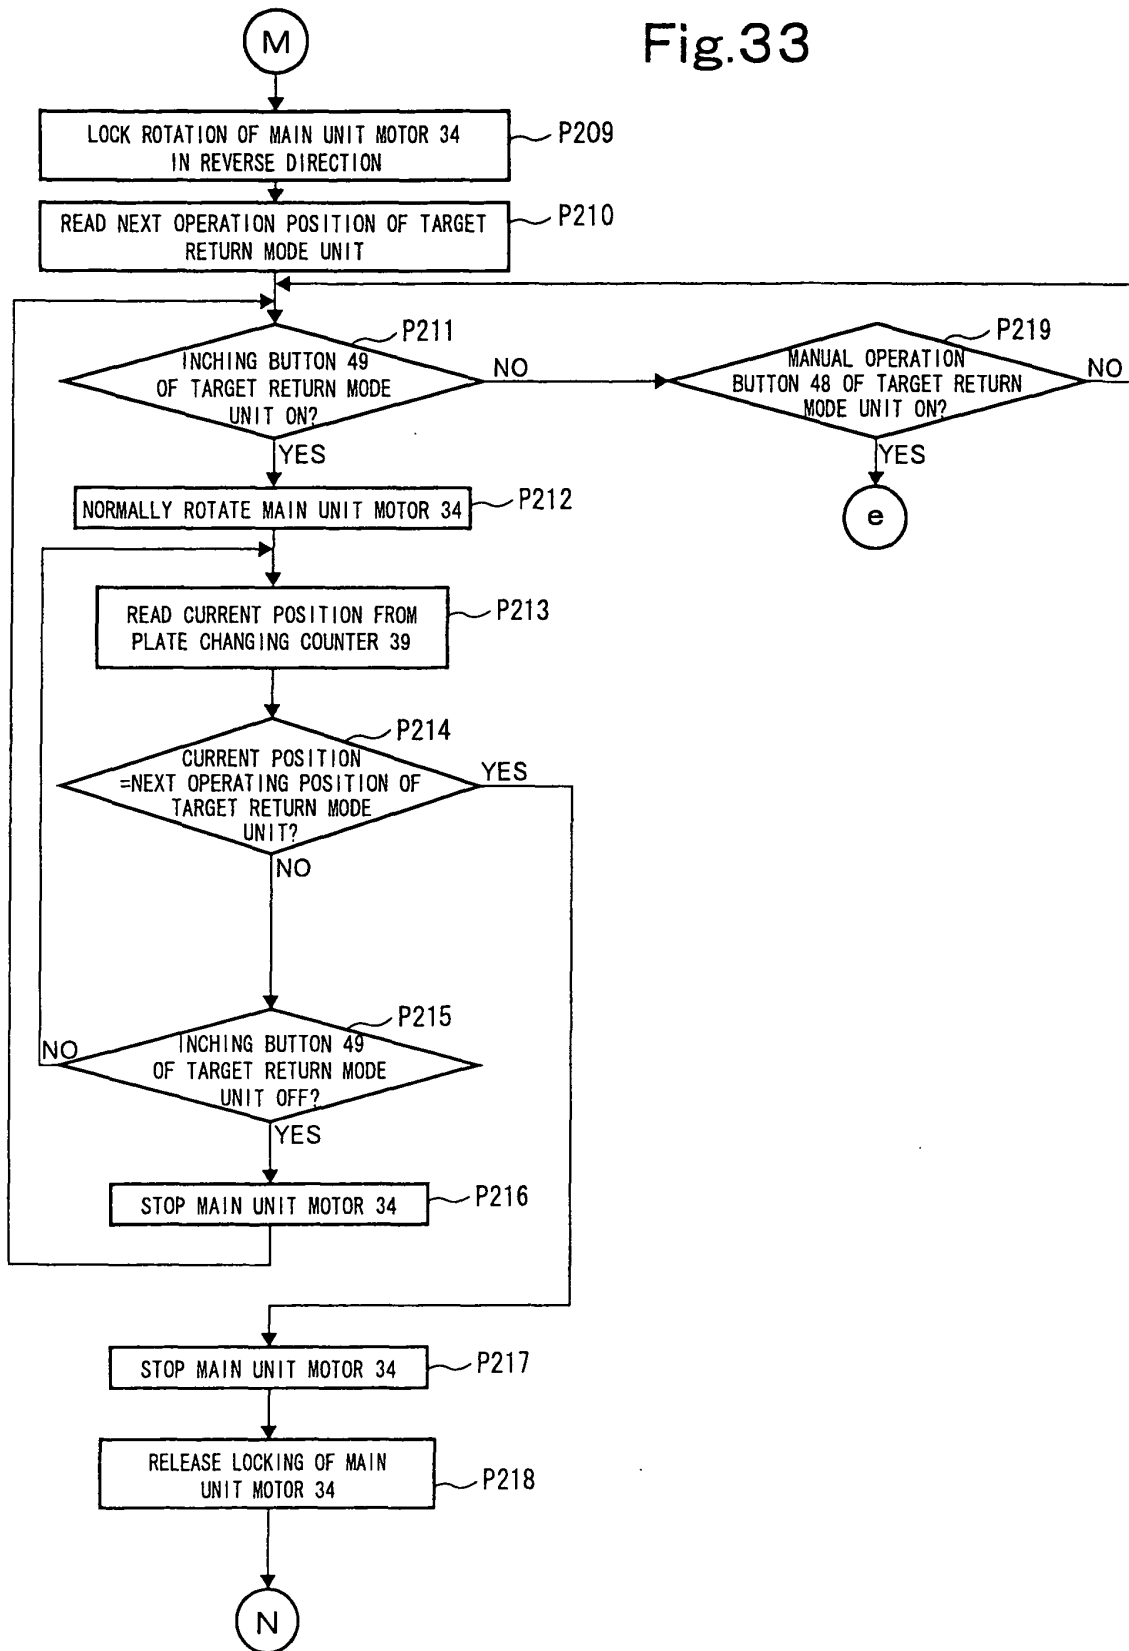 Fig.33
M
LOCK ROTATION OF MAIN UNIT MOTOR 34
IN REVERSE DIRECTION
P209
READ NEXT OPERATION POSITION OF TARGET
RETURN MODE UNIT
P210
P211
INCHING BUTTON 49
OF TARGET RETURN MODE
UNIT ON?
NO
YES
P219
MANUAL OPERATION
BUTTON 48 OF TARGET RETURN
MODE UNIT ON?
NO
YES
e
NORMALLY ROTATE MAIN UNIT MOTOR 34
P212
READ CURRENT POSITION FROM
PLATE CHANGING COUNTER 39
P213
P214
CURRENT POSITION
=NEXT OPERATING POSITION OF
TARGET RETURN MODE
UNIT?
YES
NO
P215
INCHING BUTTON 49
OF TARGET RETURN MODE
UNIT OFF?
NO
YES
STOP MAIN UNIT MOTOR 34
P216
STOP MAIN UNIT MOTOR 34
P217
RELEASE LOCKING OF MAIN
UNIT MOTOR 34
P218
N